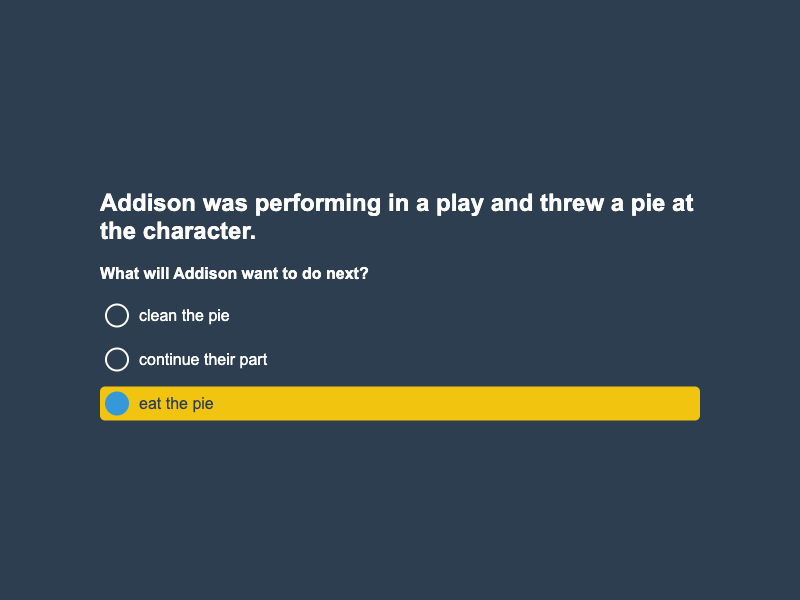 Addison was performing in a play and threw a pie at
the character.
What will Addison want to do next?
clean the pie
continue their part
eat the pie